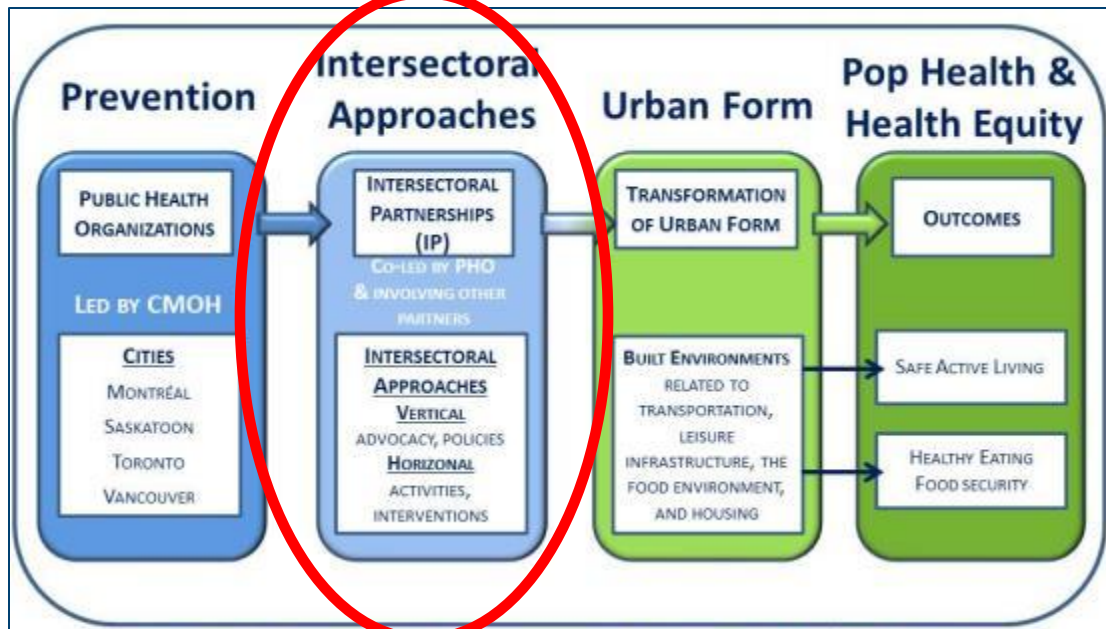 Prevention
PUBLIC HEALTH
ORGANIZATIONS
LED BY CMOH
CITIES
MONTRÉAL
SASKATOON
TORONTO
VANCOUVER
Intersectoral
Approaches
INTERSECTORAL
PARTNERSHIPS
(IP)
CO-LED BY PHO
& INVOLVING OTHER
PARTNERS
INTERSECTORAL
APPROACHES
VERTICAL
ADVOCACY, POLICIES
HORIZONAL
ACTIVITIES,
INTERVENTIONS
Urban Form
TRANSFORMATION
OF URBAN FORM
BUILT ENVIRONMENTS
RELATED TO
TRANSPORTATION,
LEISURE
INFRASTRUCTURE, THE
FOOD ENVIRONMENT,
AND HOUSING
Pop Health &
Health Equity
OUTCOMES
SAFE ACTIVE LIVING
HEALTHY EATING
FOOD SECURITY